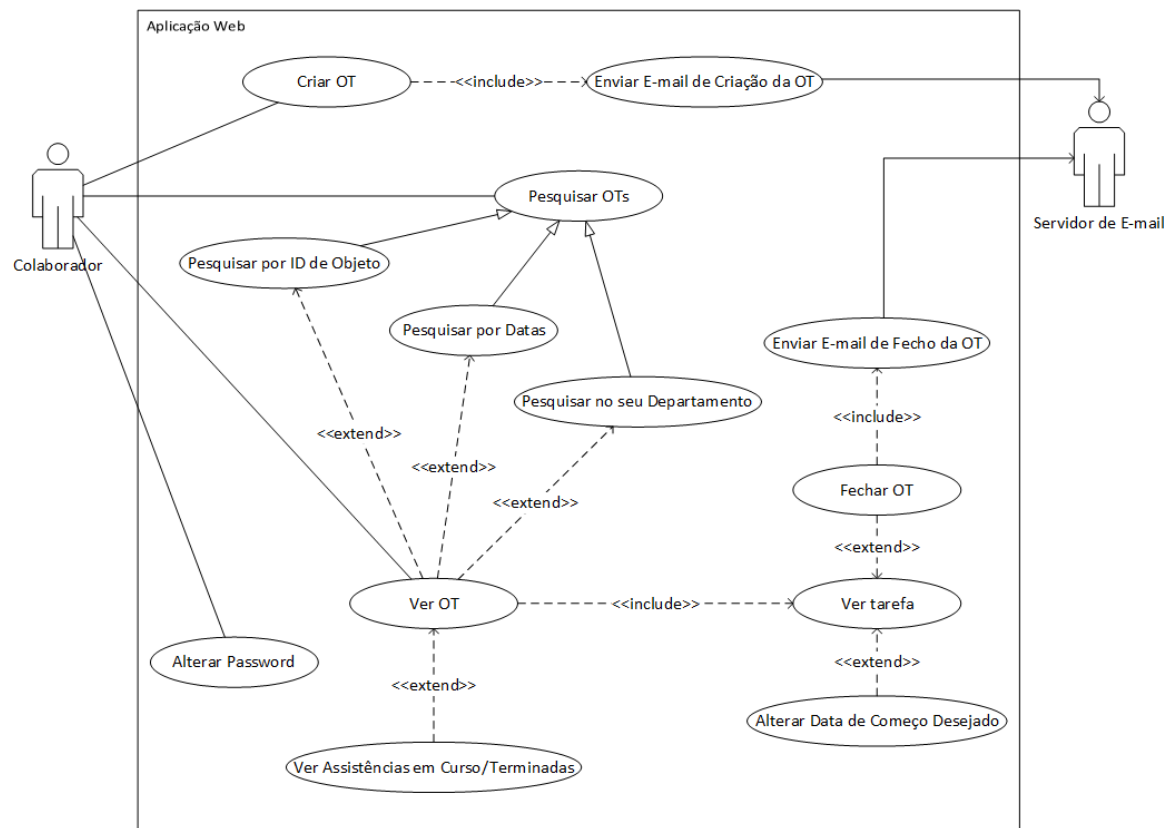 Aplicação Web
Criar OT
<<include>>
Enviar E-mail de Criação da OT
Colaborador
Servidor de E-mail
Pesquisar OTs
Pesquisar por ID de Objeto
Pesquisar por Datas
Enviar E-mail de Fecho da OT
Pesquisar no seu Departamento
<<include>>
<<extend>>
<<extend>>
<<extend>>
Fechar OT
<<extend>>
Ver OT
<<include>>
Ver tarefa
Alterar Password
<<extend>>
<<extend>>
Alterar Data de Começo Desejado
Ver Assistências em Curso/Terminadas